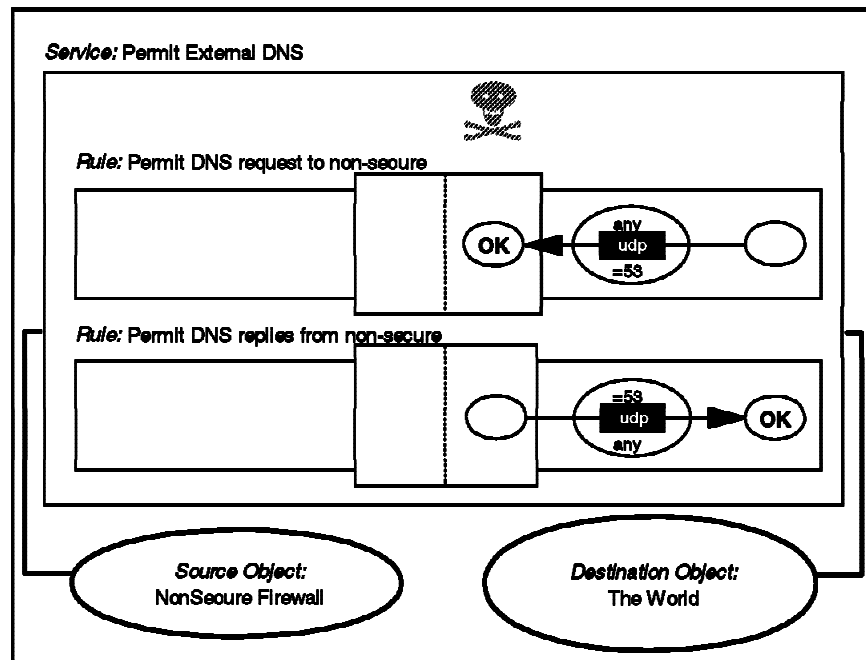 Service: Permit External DNS
Rule: Permit DNS request to non-secure
any
OK
udp
=53
Rule: Permit DNS replies from non-secure
=53
udp
OK
any
Source Object:
NonSecure Firewall
Destination Object:
The World